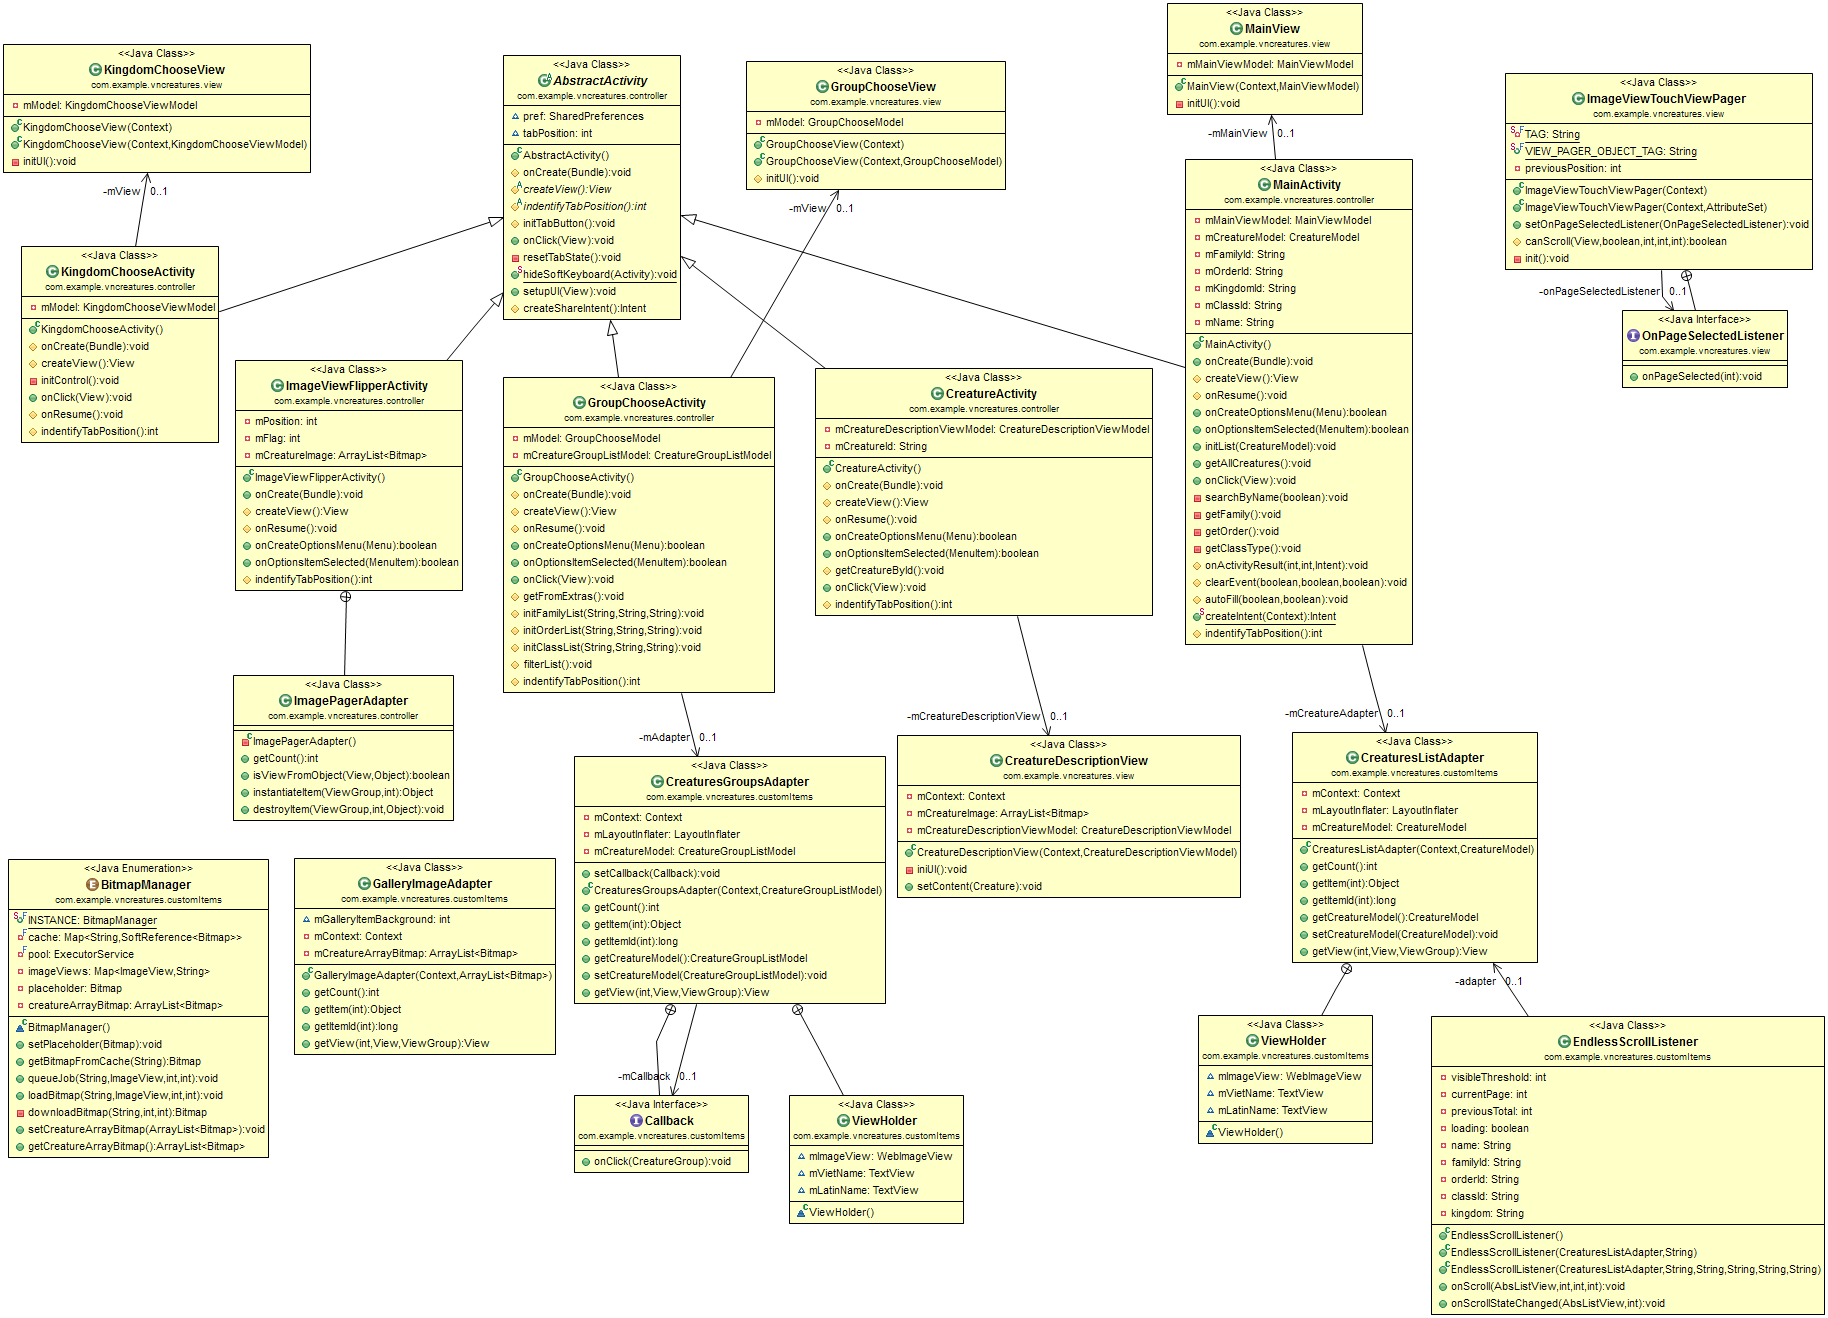 <<Java Class>>
KingdomChooseView
com.example.vncreatures.view
mModel: KingdomChooseViewModel
KingdomChooseView(Context)
KingdomChooseView(Context,KingdomChooseViewModel)
initUI():void
-mView 0..1
<<Java Class>>
KingdomChooseActivity
com.example.vncreatures.controller
mModel: KingdomChooseViewModel
KingdomChooseActivity()
onCreate(Bundle):void
createView():View
initControl():void
onClick(View):void
onResume():void
indentifyTabPosition():int
<<Java Class>>
AbstractActivity
com.example.vncreatures.controller
pref: SharedPreferences
tabPosition: int
AbstractActivity()
onCreate(Bundle):void
createView():View
indentifyTabPosition():int
initTabButton():void
onClick(View):void
resetTabState():void
hideSoftKeyboard(Activity):void
setupUI(View):void
createShareIntent():Intent
<<Java Class>>
GroupChooseView
com.example.vncreatures.view
mModel: GroupChooseModel
GroupChooseView(Context)
GroupChooseView(Context,GroupChooseModel)
initUI():void
-mView 0..1
<<Java Class>>
MainView
com.example.vncreatures.view
mMainViewModel: MainViewModel
MainView(Context,MainViewModel)
initUI():void
-mMainView 0..1
<<Java Class>>
MainActivity
com.example.vncreatures.controller
mMainViewModel: MainViewModel
mCreatureModel: CreatureModel
mFamilyId: String
mOrderId: String
mKingdomId: String
mClassId: String
mName: String
MainActivity()
onCreate(Bundle):void
createView():View
onResume():void
onCreateOptionsMenu(Menu):boolean
onOptionsItemSelected(MenuItem):boolean
initList(CreatureModel):void
getAllCreatures():void
onClick(View):void
searchByName(boolean):void
getFamily():void
getOrder():void
getClassType():void
onActivityResult(int,int,Intent):void
clearEvent(boolean,boolean,boolean):void
autoFill(boolean,boolean):void
createIntent(Context):Intent
indentifyTabPosition():int
<<Java Class>>
ImageViewTouchViewPager
com.example.vncreatures.view
TAG: String
VIEW_PAGER_OBJECT_TAG: String
previousPosition: int
ImageViewTouchViewPager(Context)
ImageViewTouchViewPager(Context,AttributeSet)
setOnPageSelectedListener(OnPageSelectedListener):void
canScroll(View,boolean,int,int,int):boolean
init():void
-onPageSelectedListener 0..1
<<Java Interface>>
OnPageSelectedListener
com.example.vncreatures.view
onPageSelected(int):void
<<Java Class>>
ImageViewFlipperActivity
com.example.vncreatures.controller
mPosition: int
mFlag: int
mCreatureImage: ArrayList<Bitmap>
ImageViewFlipperActivity()
onCreate(Bundle):void
createView():View
onResume():void
onCreateOptionsMenu(Menu):boolean
onOptionsItemSelected(MenuItem):boolean
indentifyTabPosition():int
<<Java Class>>
GroupChooseActivity
com.example.vncreatures.controller
mModel: GroupChooseModel
mCreatureGroupListModel: CreatureGroupListModel
GroupChooseActivity()
onCreate(Bundle):void
createView():View
onResume():void
onCreateOptionsMenu(Menu):boolean
onOptionsItemSelected(MenuItem):boolean
onClick(View):void
getFromExtras():void
initFamilyList(String,String,String):void
initOrderList(String,String,String):void
initClassList(String,String,String):void
filterList():void
indentifyTabPosition():int
<<Java Class>>
CreatureActivity
com.example.vncreatures.controller
mCreatureDescriptionViewModel: CreatureDescriptionViewModel
mCreatureId: String
CreatureActivity()
onCreate(Bundle):void
createView():View
onResume():void
onCreateOptionsMenu(Menu):boolean
onOptionsItemSelected(MenuItem):boolean
getCreatureById():void
onClick(View):void
indentifyTabPosition():int
<<Java Class>>
ImagePagerAdapter
com.example.vncreatures.controller
ImagePagerAdapter()
getCount():int
isViewFromObject(View,Object):boolean
instantiateItem(ViewGroup,int):Object
destroyItem(ViewGroup,int,Object):void
-mAdapter 0..1
-mCreatureDescriptionView 0..1
-mCreatureAdapter 0..1
<<Java Class>>
CreaturesGroupsAdapter
com.example.vncreatures.customItems
mContext: Context
mLayoutInflater: LayoutInflater
mCreatureModel: CreatureGroupListModel
setCallback(Callback):void
CreaturesGroupsAdapter(Context,CreatureGroupListModel)
getCount():int
getItem(int):Object
getItemId(int):long
getCreatureModel():CreatureGroupListModel
setCreatureModel(CreatureGroupListModel):void
getView(int,View,ViewGroup):View
<<Java Class>>
CreatureDescriptionView
com.example.vncreatures.view
mContext: Context
mCreatureImage: ArrayList<Bitmap>
mCreatureDescriptionViewModel: CreatureDescriptionViewModel
CreatureDescriptionView(Context,CreatureDescriptionViewModel)
iniUI():void
setContent(Creature):void
<<Java Class>>
CreaturesListAdapter
com.example.vncreatures.customItems
mContext: Context
mLayoutInflater: LayoutInflater
mCreatureModel: CreatureModel
CreaturesListAdapter(Context,CreatureModel)
getCount():int
getItem(int):Object
getItemId(int):long
getCreatureModel():CreatureModel
setCreatureModel(CreatureModel):void
getView(int,View,ViewGroup):View
<<Java Enumeration>>
BitmapManager
com.example.vncreatures.customItems
INSTANCE: BitmapManager
cache: Map<String,SoftReference<Bitmap>>
pool: ExecutorService
imageViews: Map<ImageView,String>
placeholder: Bitmap
creatureArrayBitmap: ArrayList<Bitmap>
BitmapManager()
setPlaceholder(Bitmap):void
getBitmapFromCache(String):Bitmap
queueJob(String,ImageView,int,int):void
loadBitmap(String,ImageView,int,int):void
downloadBitmap(String,int,int):Bitmap
setCreatureArrayBitmap(ArrayList<Bitmap>):void
getCreatureArrayBitmap():ArrayList<Bitmap>
<<Java Class>>
GalleryImageAdapter
com.example.vncreatures.customItems
mGalleryItemBackground: int
mContext: Context
mCreatureArrayBitmap: ArrayList<Bitmap>
GalleryImageAdapter(Context,ArrayList<Bitmap>)
getCount():int
getItem(int):Object
getItemId(int):long
getView(int,View,ViewGroup):View
-mCallback 0..1
<<Java Interface>>
Callback
com.example.vncreatures.customItems
onClick(CreatureGroup):void
<<Java Class>>
ViewHolder
com.example.vncreatures.customItems
mImageView: WebImageView
mVietName: TextView
mLatinName: TextView
ViewHolder()
<<Java Class>>
ViewHolder
com.example.vncreatures.customItems
mImageView: WebImageView
mVietName: TextView
mLatinName: TextView
ViewHolder()
-adapter 0..1
<<Java Class>>
EndlessScrollListener
com.example.vncreatures.customItems
visibleThreshold: int
currentPage: int
previousTotal: int
loading: boolean
name: String
familyId: String
orderId: String
classId: String
kingdom: String
EndlessScrollListener()
EndlessScrollListener(CreaturesListAdapter,String)
EndlessScrollListener(CreaturesListAdapter,String,String,String,String,String)
onScroll(AbsListView,int,int,int):void
onScrollStateChanged(AbsListView,int):void